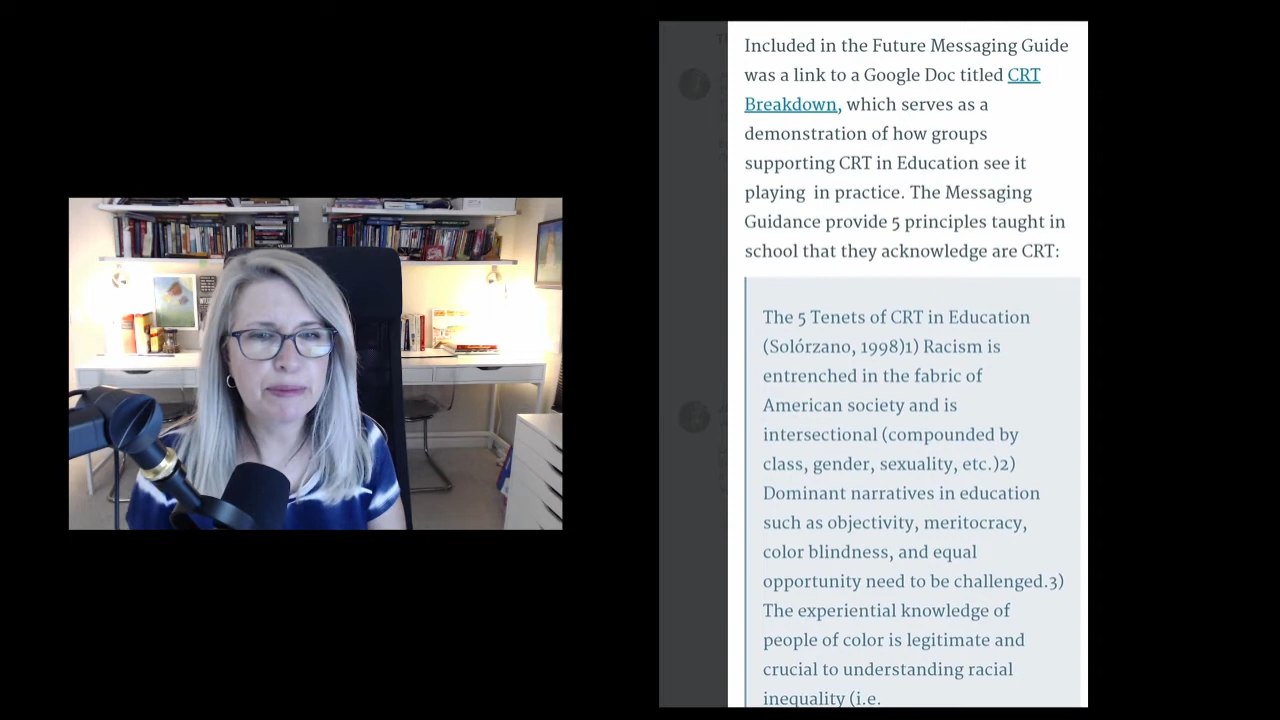 Included in the Future Messaging Guide
was a link to a Google Doc titled CRT
Breakdown, which serves as a
demonstration of how groups
supporting CRT in Education see it
playing in practice. The Messaging
Guidance provide 5 principles taught in
school that they acknowledge are CRT:
The 5 Tenets of CRT in Education
(Solórzano, 1998)1) Racism is
entrenched in the fabric of
American society and is
intersectional (compounded by
class, gender, sexuality, etc.)2)
Dominant narratives in education
such as objectivity, meritocracy,
color blindness, and equal
opportunity need to be challenged.3)
The experiential knowledge of
people of color is legitimate and
crucial to understanding racial
inequality (i.e.